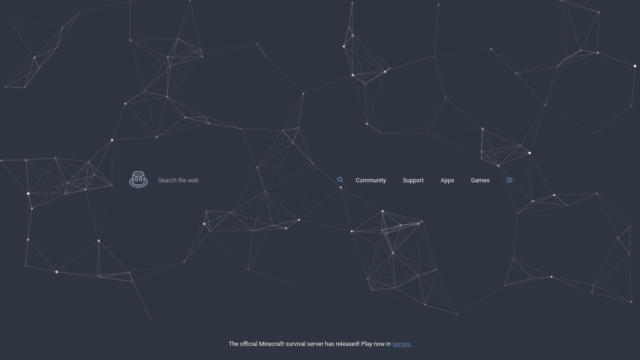 Search the web
Community Support Apps Games
The official Minecraft survival server has released! Play now in games.